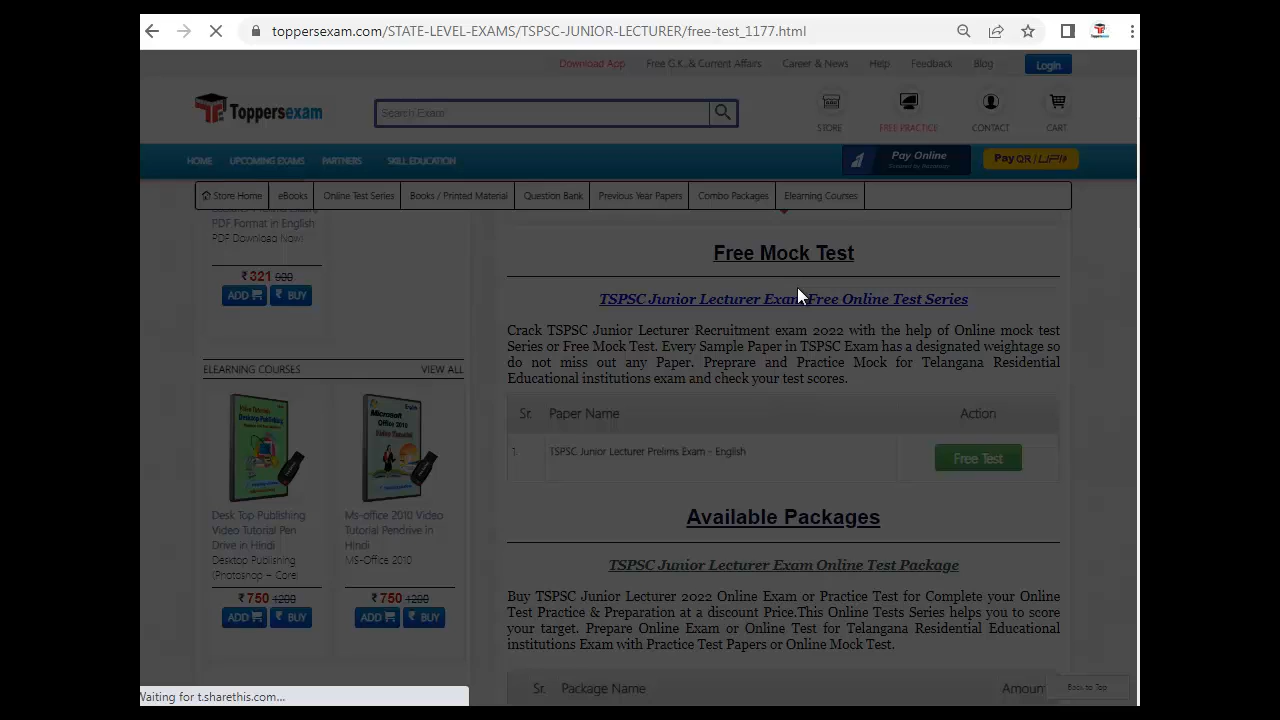 toppersexam.com/STATE-LEVEL-EXAMS/TSPSC-JUNIOR-LECTURER/free-test_1177.html
Download App Free G.K. & Current Affairs Career & News Help Feedback Blog Login
Toppersexam
Search Exam
STORE FREE PRACTICE CONTACT CART
HOME UPCOMING EXAMS PARTNERS SKILL EDUCATION
Pay Online
Pay QR / UPI
Store Home eBooks Online Test Series Books / Printed Material Question Bank Previous Year Papers Combo Packages Elearning Courses
PDF Format in English
PDF Download Now)
₹ 321 900
ADD ₹ BUY
ELEARNING COURSES VIEW ALL
Desk Top Publishing
Video Tutorial Pen
Drive in Hindi
Desktop Publishing
(Photoshop + Core)
₹ 750 1200
ADD ₹ BUY
Ms-office 2010 Video
Tutorial Pendrive in
Hindi
MS-Office 2010
₹ 750 1200
ADD ₹ BUY
Free Mock Test
TSPSC Junior Lecturer Exam Free Online Test Series
Crack TSPSC Junior Lecturer Recruitment exam 2022 with the help of Online mock test
Series or Free Mock Test. Every Sample Paper in TSPSC Exam has a designated weightage so
do not miss out any Paper. Preprare and Practice Mock for Telangana Residential
Educational institutions exam and check your test scores.
Sr. Paper Name Action
1. TSPSC Junior Lecturer Prelims Exam - English Free Test
Available Packages
TSPSC Junior Lecturer Exam Online Test Package
Buy TSPSC Junior Lecturer 2022 Online Exam or Practice Test for Complete your Online
Test Practice & Preparation at a discount Price.This Online Tests Series helps you to score
your target. Prepare Online Exam or Online Test for Telangana Residential Educational
institutions Exam with Practice Test Papers or Online Mock Test.
Sr. Package Name Amoun
Back to Top
Waiting for t.sharethis.com...